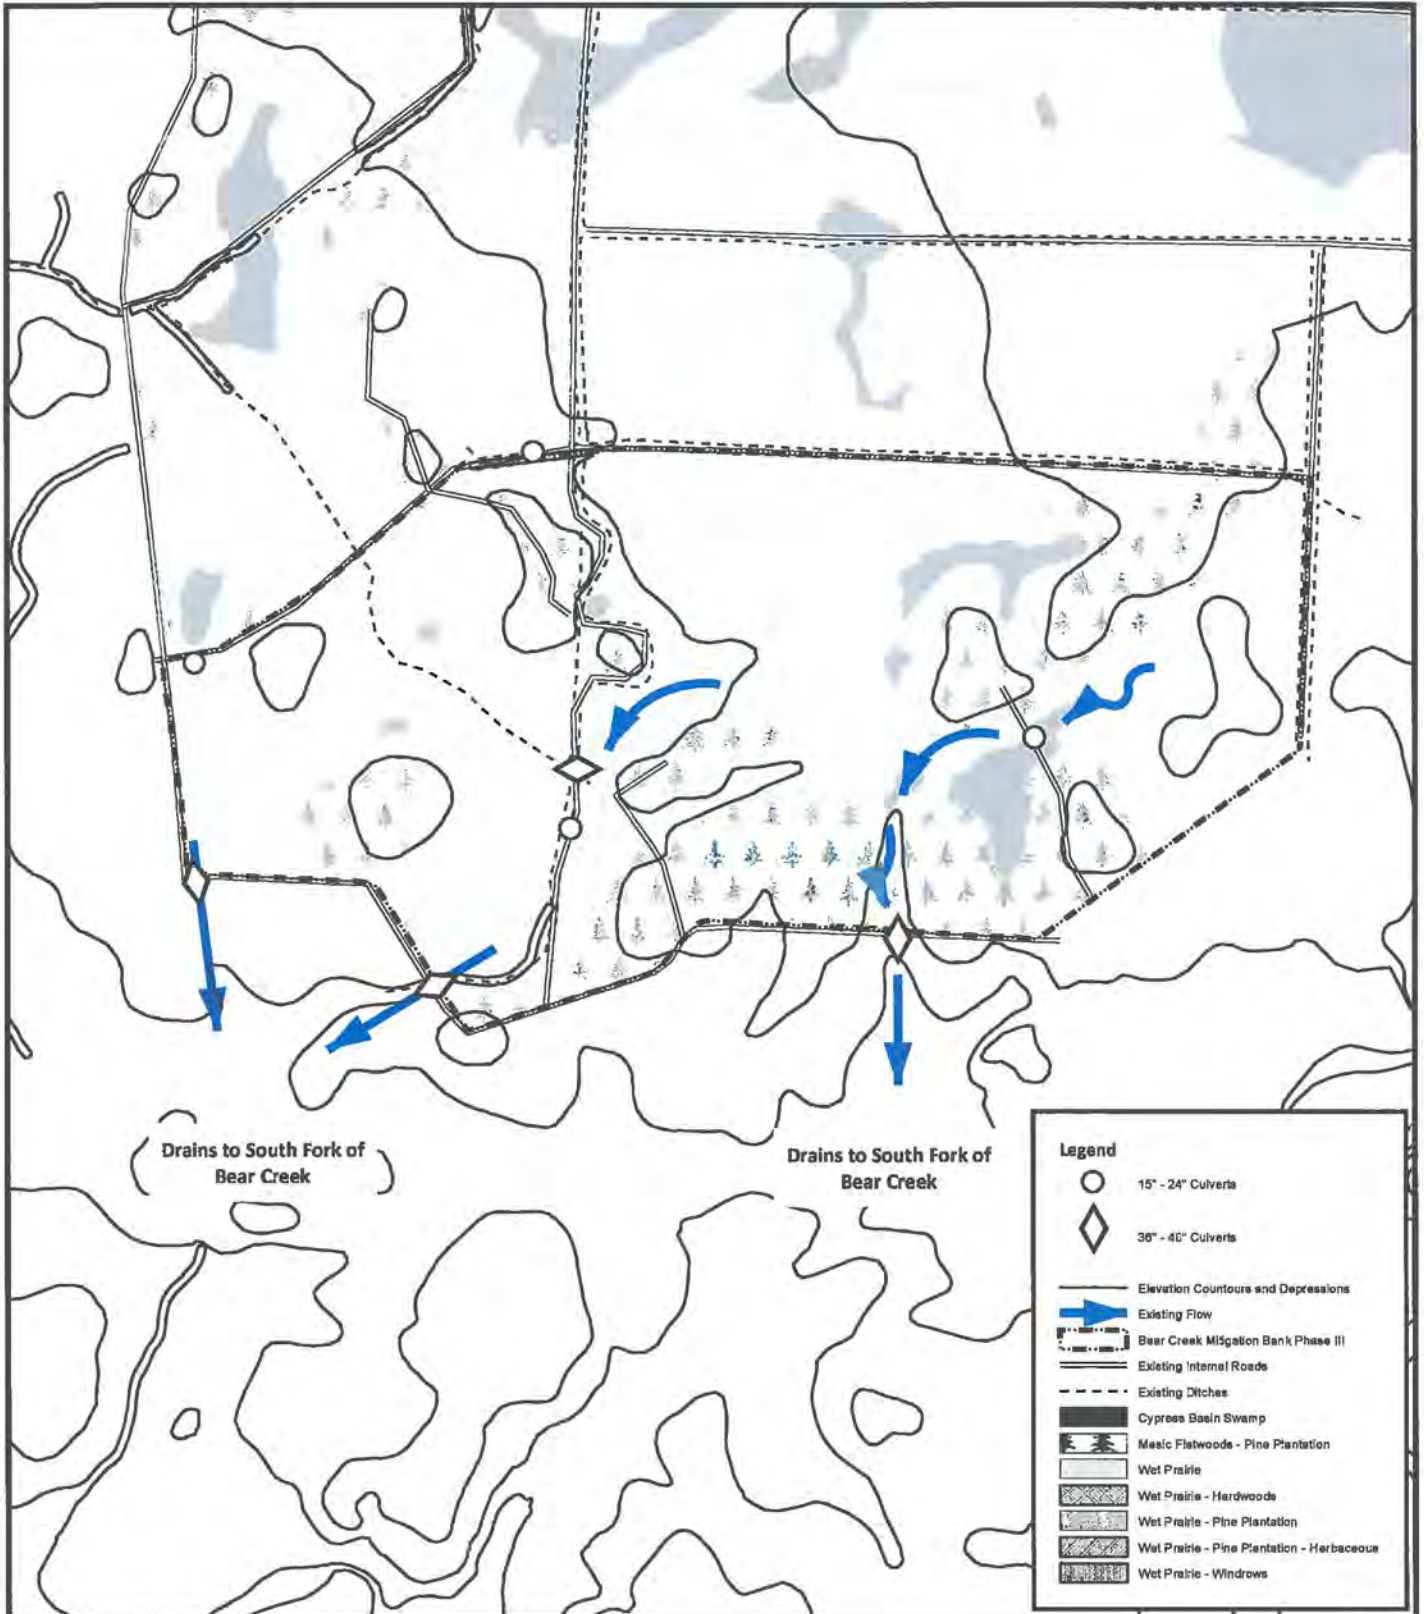 Drains to South Fork of
Bear Creek
Drains to South Fork of
Bear Creek
Legend
15" - 24" Culverts
36" - 40" Culverts
Elevation Countours and Depressions
Existing Flow
Bear Creek Mitigation Bank Phase III
Existing Internal Roads
Existing Ditches
Cypress Basin Swamp
Mesic Flatwoods - Pine Plantation
Wet Prairie
Wet Prairie - Hardwoods
Wet Prairie - Pine Plantation
Wet Prairie - Pine Plantation - Herbaceous
Wet Prairie - Windrows